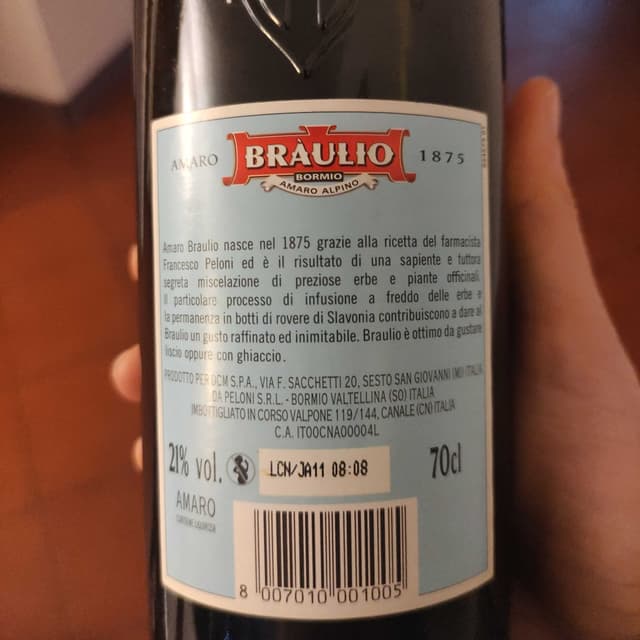 AMARO BRÀULIO 1875
BORMIO
AMARO ALPINO
Amaro Braulio nasce nel 1875 grazie alla ricetta del farmacista
Francesco Peloni ed è il risultato di una sapiente e tuttora
segreta miscelazione di preziose erbe e piante officinali.
Il particolare processo di infusione a freddo delle erbe e
la permanenza in botti di rovere di Slavonia contribuiscono a dare al
Braulio un gusto raffinato ed inimitabile. Braulio è ottimo da gustare
liscio oppure con ghiaccio.
PRODOTTO PER DCM S.P.A., VIA F. SACCHETTI 20, SESTO SAN GIOVANNI (MI) ITALIA
DA PELONI S.R.L. - BORMIO VALTELLINA (SO) ITALIA
IMBOTTIGLIATO IN CORSO VALPONE 119/144, CANALE (CN) ITALIA
C.A. IT00CNA00004L
21% vol. LCN/JA11 08:08 70cl
AMARO
CONTIENE LIQUIRIZIA
8 007010 001005